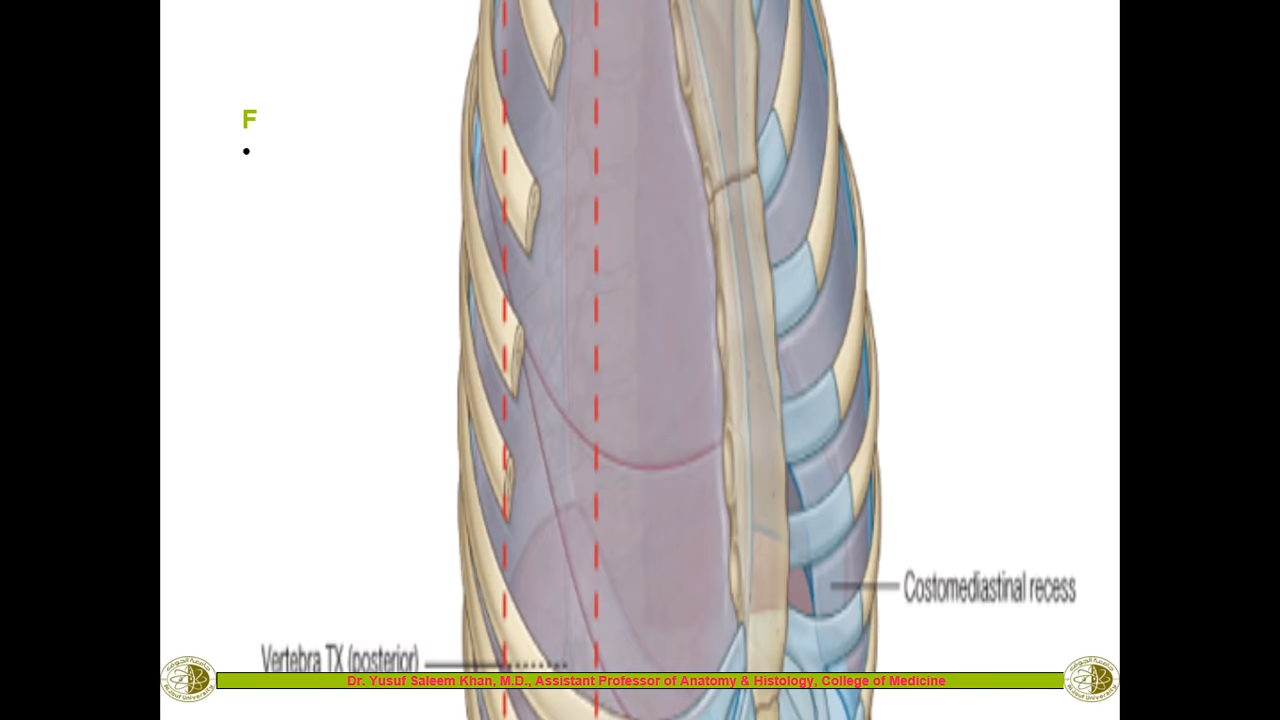 F
•
Costomediastinal recess
Vertebra TX (posterior)
Dr. Yusuf Saleem Khan, M.D., Assistant Professor of Anatomy & Histology, College of Medicine